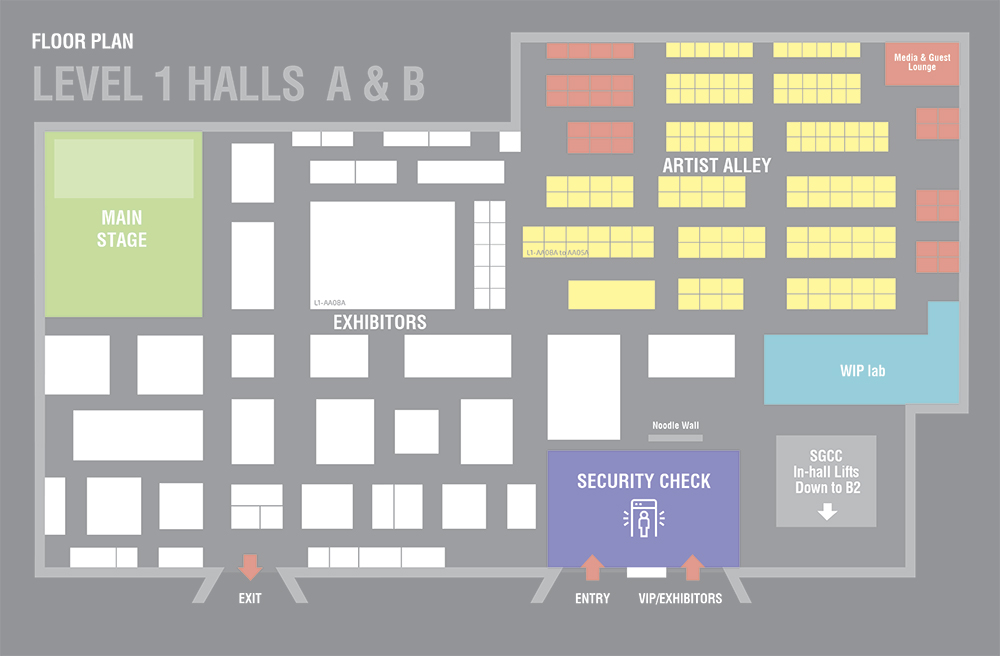 FLOOR PLAN
LEVEL 1 HALLS A & B
Media & Guest
Lounge
ARTIST ALLEY
MAIN
STAGE
L1-AA08A to AA05A
L1-AA08A
EXHIBITORS
WIP lab
Noodle Wall
SECURITY CHECK
SGCC
In-hall Lifts
Down to B2
EXIT
ENTRY
VIP/EXHIBITORS